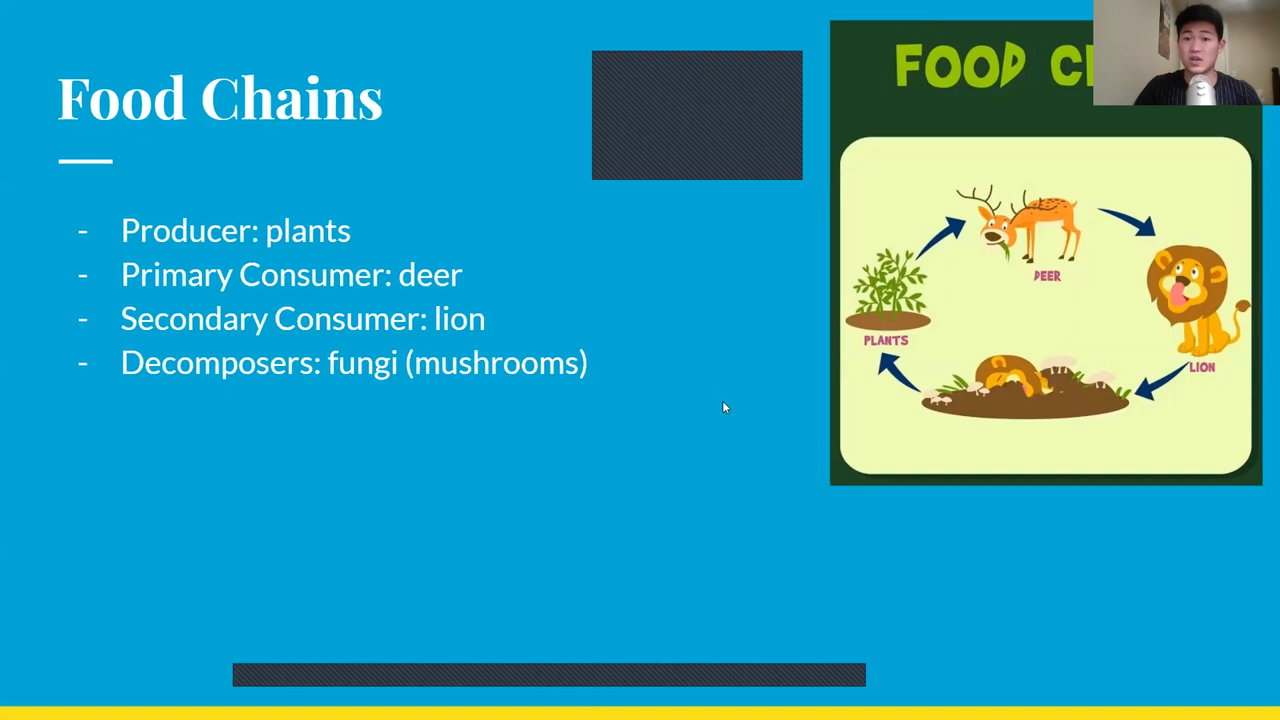 Food Chains
- Producer: plants
- Primary Consumer: deer
- Secondary Consumer: lion
- Decomposers: fungi (mushrooms)
FOOD
DEER
PLANTS
LION